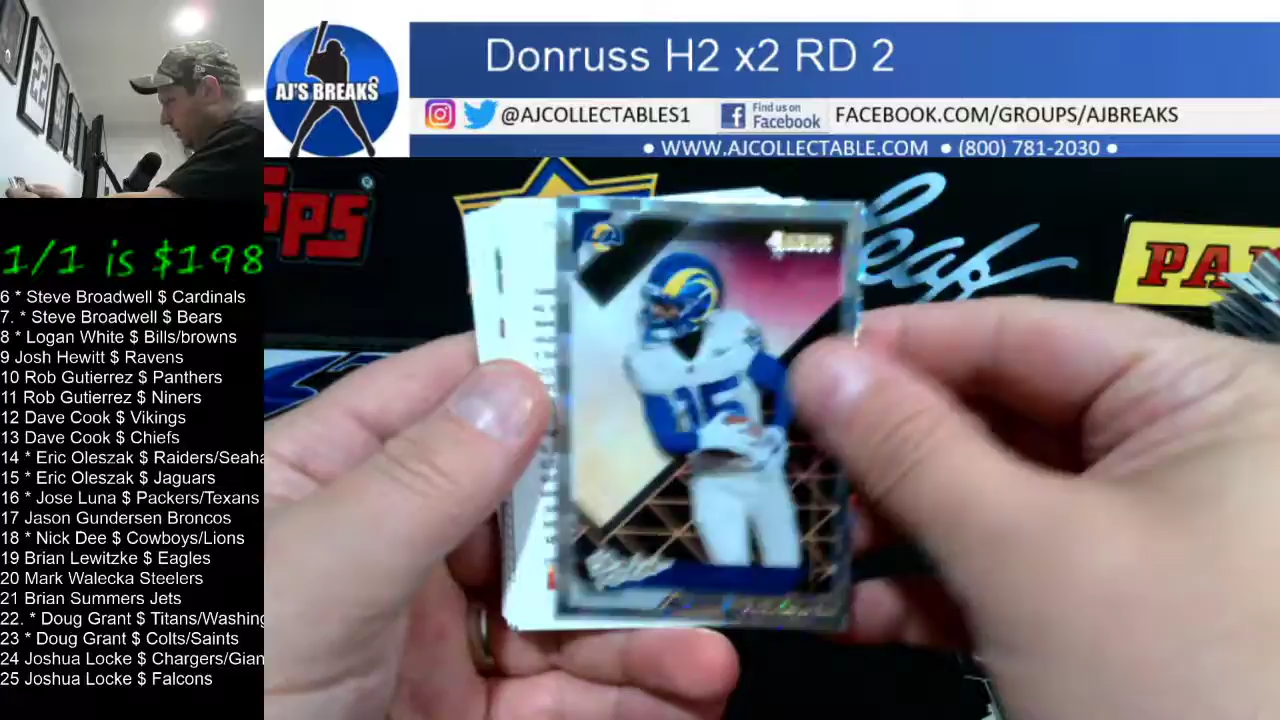 Donruss H2 x2 RD 2
AJ'S BREAKS
@AJCOLLECTABLES1
Find us on
Facebook
FACEBOOK.COM/GROUPS/AJBREAKS
• WWW.AJCOLLECTABLE.COM • (800) 781-2030 •
1/1 is $198
6 * Steve Broadwell $ Cardinals
7. * Steve Broadwell $ Bears
8 * Logan White $ Bills/browns
9 Josh Hewitt $ Ravens
10 Rob Gutierrez $ Panthers
11 Rob Gutierrez $ Niners
12 Dave Cook $ Vikings
13 Dave Cook $ Chiefs
14 * Eric Oleszak $ Raiders/Seaha
15 * Eric Oleszak $ Jaguars
16 * Jose Luna $ Packers/Texans
17 Jason Gundersen Broncos
18 * Nick Dee $ Cowboys/Lions
19 Brian Lewitzke $ Eagles
20 Mark Walecka Steelers
21 Brian Summers Jets
22. * Doug Grant $ Titans/Washing
23 * Doug Grant $ Colts/Saints
24 Joshua Locke $ Chargers/Gian
25 Joshua Locke $ Falcons
22
PPS
Leaf
PA
15